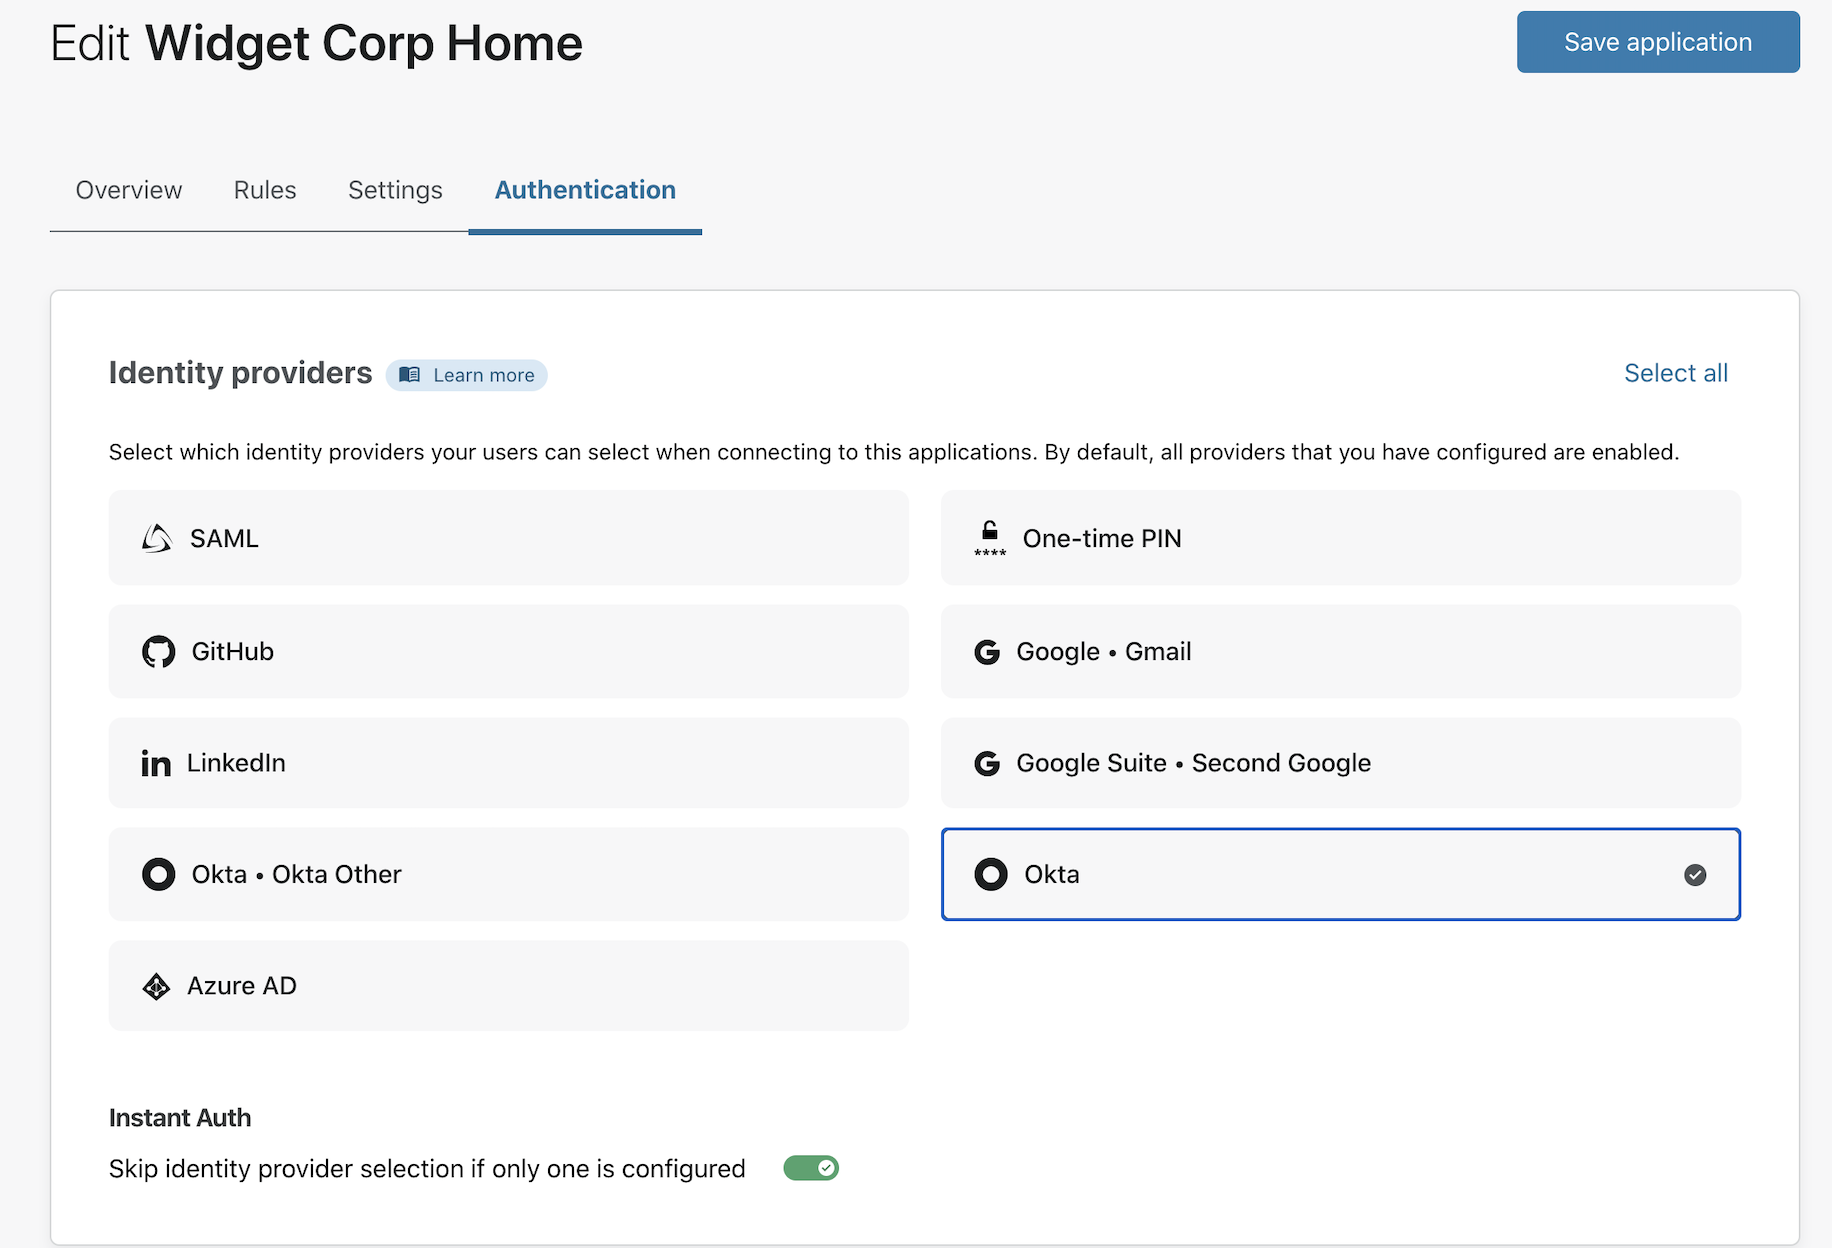 Edit Widget Corp Home
Save application
Overview Rules Settings Authentication
Identity providers Learn more Select all
Select which identity providers your users can select when connecting to this applications. By default, all providers that you have configured are enabled.
SAML
**** One-time PIN
GitHub
Google • Gmail
in LinkedIn
Google Suite • Second Google
Okta • Okta Other
Okta
Azure AD
Instant Auth
Skip identity provider selection if only one is configured